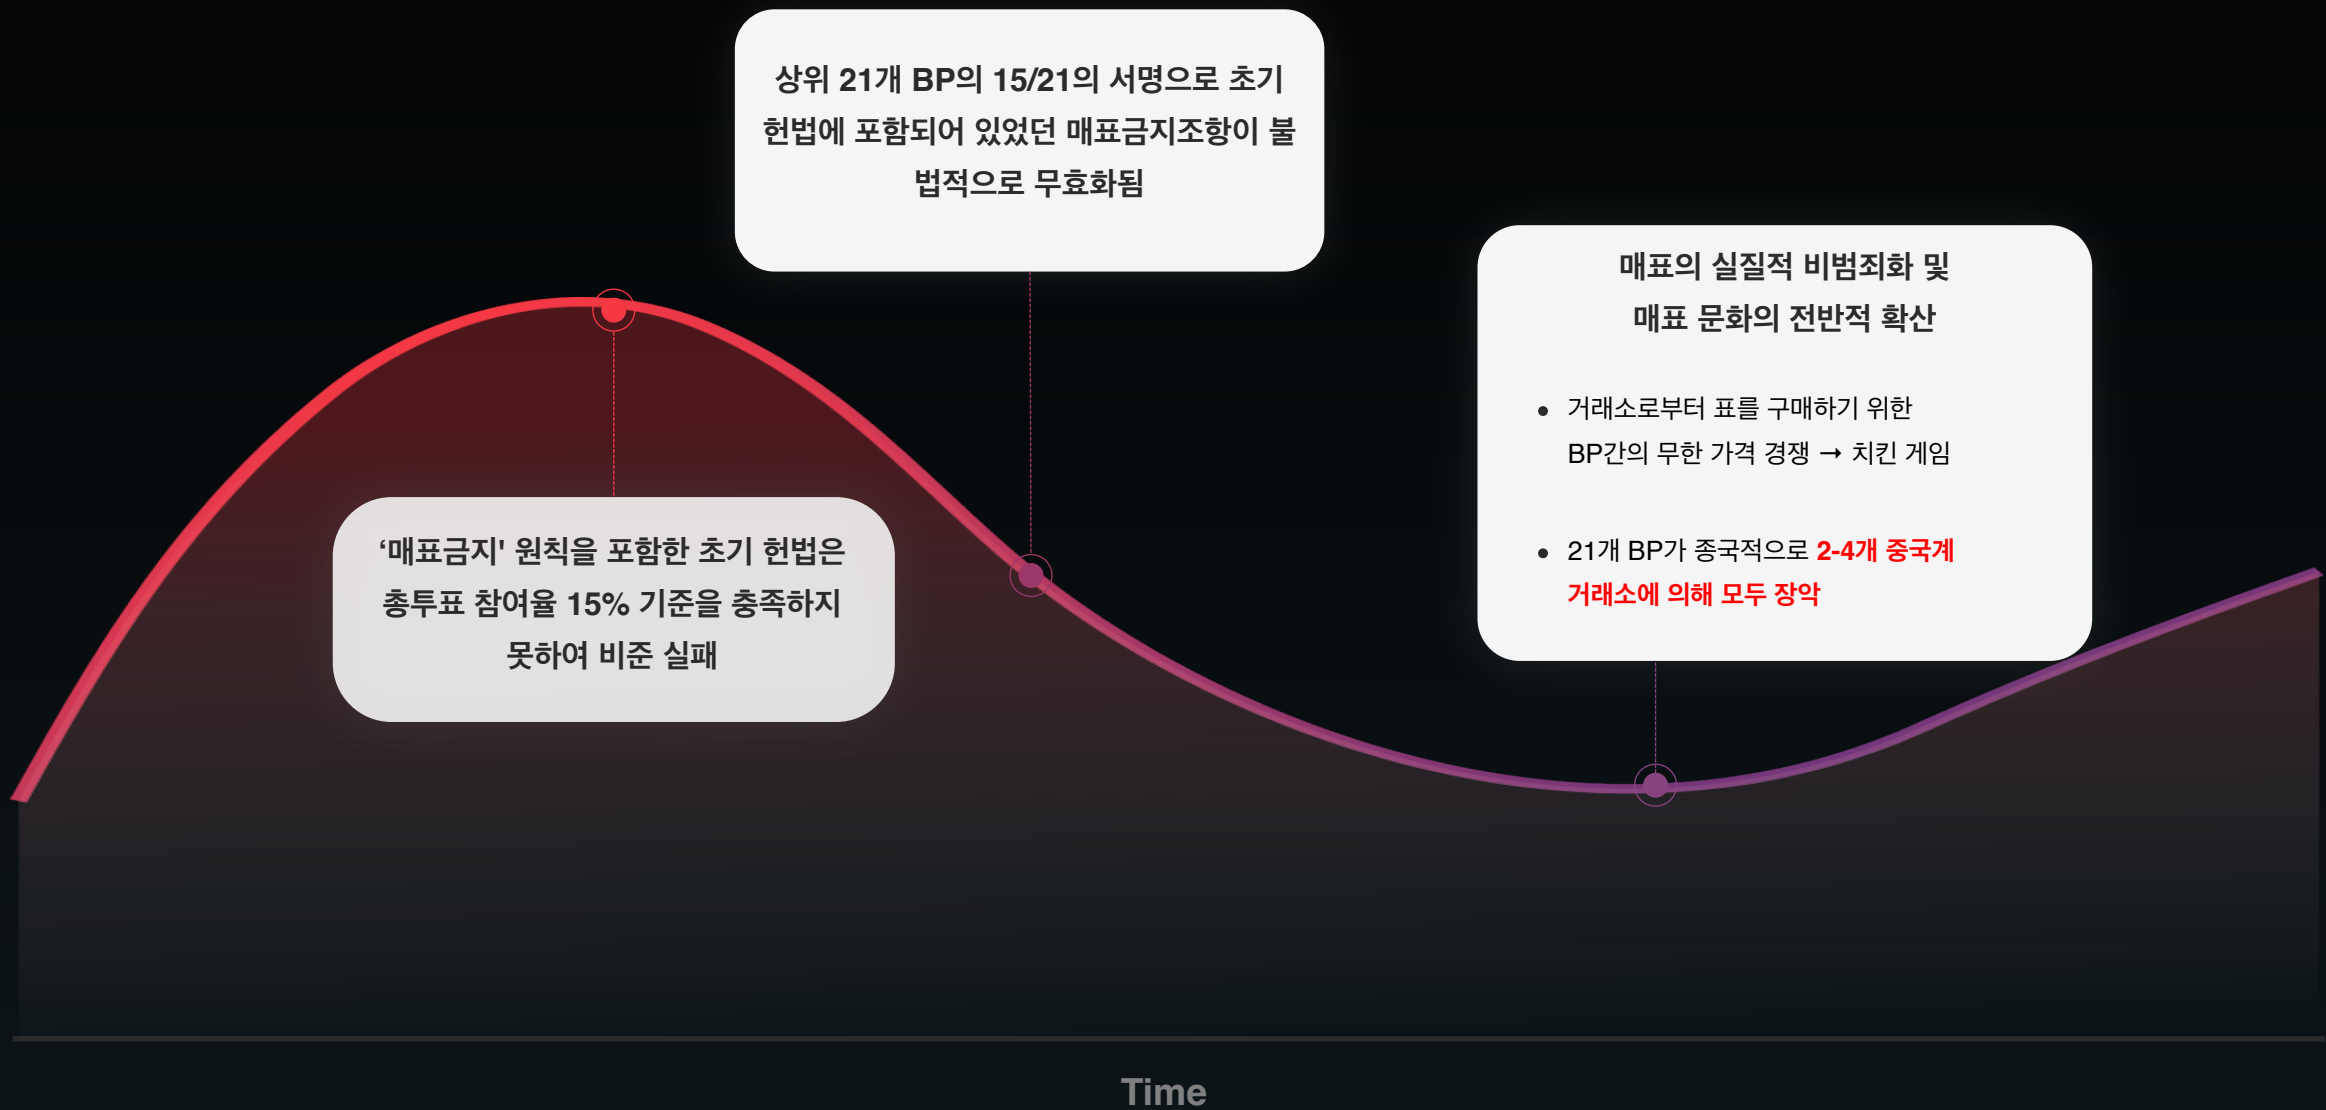 상위 21개 BP의 15/21의 서명으로 초기
헌법에 포함되어 있었던 매표금지조항이 불
법적으로 무효화됨
매표의 실질적 비범죄화 및
매표 문화의 전반적 확산
• 거래소로부터 표를 구매하기 위한
BP간의 무한 가격 경쟁 → 치킨 게임
• 21개 BP가 종국적으로 2-4개 중국계
거래소에 의해 모두 장악
‘매표금지' 원칙을 포함한 초기 헌법은
총투표 참여율 15% 기준을 충족하지
못하여 비준 실패
Time